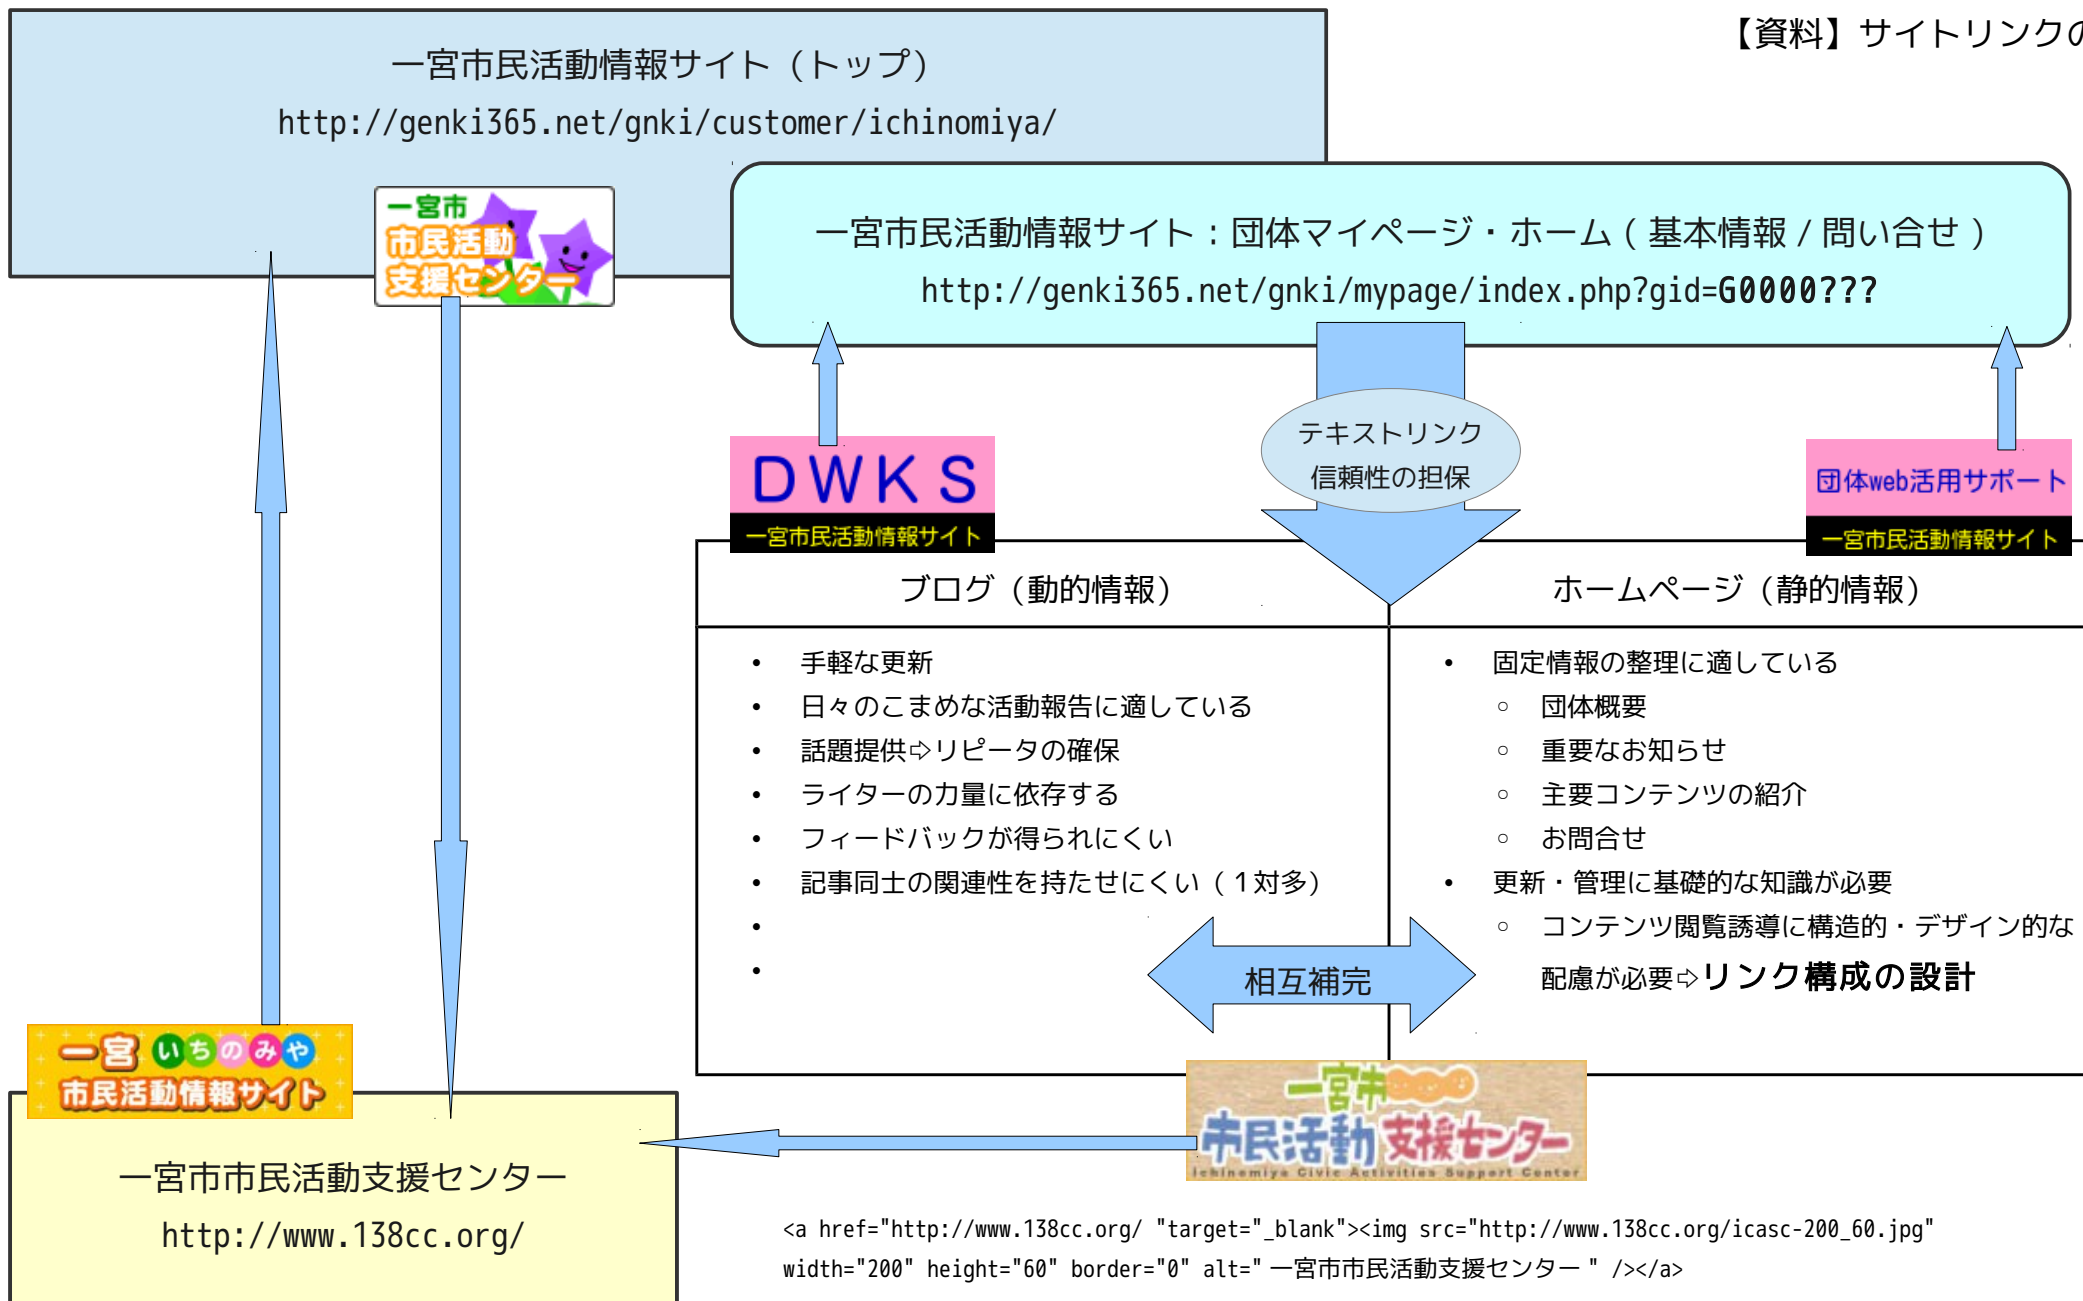 【資料】サイトリンクの
一宮市民活動情報サイト（トップ）
http://genki365.net/gnki/customer/ichinomiya/
一宮市
市民活動
支援センター
一宮市民活動情報サイト：団体マイページ・ホーム ( 基本情報 / 問い合せ )
http://genki365.net/gnki/mypage/index.php?gid=G0000???
テキストリンク
信頼性の担保
ＤＷＫＳ
一宮市民活動情報サイト
団体web活用サポート
一宮市民活動情報サイト
ブログ（動的情報）
• 手軽な更新
• 日々のこまめな活動報告に適している
• 話題提供⇨リピータの確保
• ライターの力量に依存する
• フィードバックが得られにくい
• 記事同士の関連性を持たせにくい（１対多）
•
•
ホームページ（静的情報）
• 固定情報の整理に適している
◦ 団体概要
◦ 重要なお知らせ
◦ 主要コンテンツの紹介
◦ お問合せ
• 更新・管理に基礎的な知識が必要
◦ コンテンツ閲覧誘導に構造的・デザイン的な
配慮が必要⇨リンク構成の設計
相互補完
一宮 いちのみや
市民活動情報サイト
一宮市市民活動支援センター
http://www.138cc.org/
一宮市
市民活動 支援センター
Ichinomiya Civic Activities Support Center
<a href="http://www.138cc.org/ "target="_blank"><img src="http://www.138cc.org/icasc-200_60.jpg"
width="200" height="60" border="0" alt=" 一宮市市民活動支援センター " /></a>